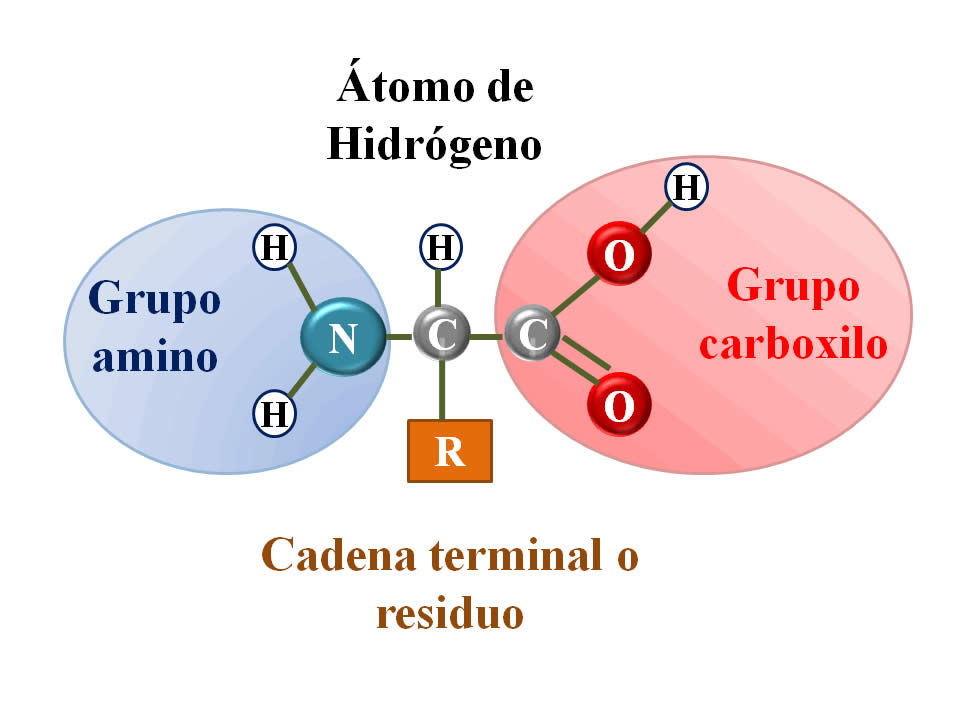 Átomo de
Hidrógeno
H
H
H
O
Grupo
amino
Grupo
carboxilo
N
C
C
H
O
R
Cadena terminal o
residuo